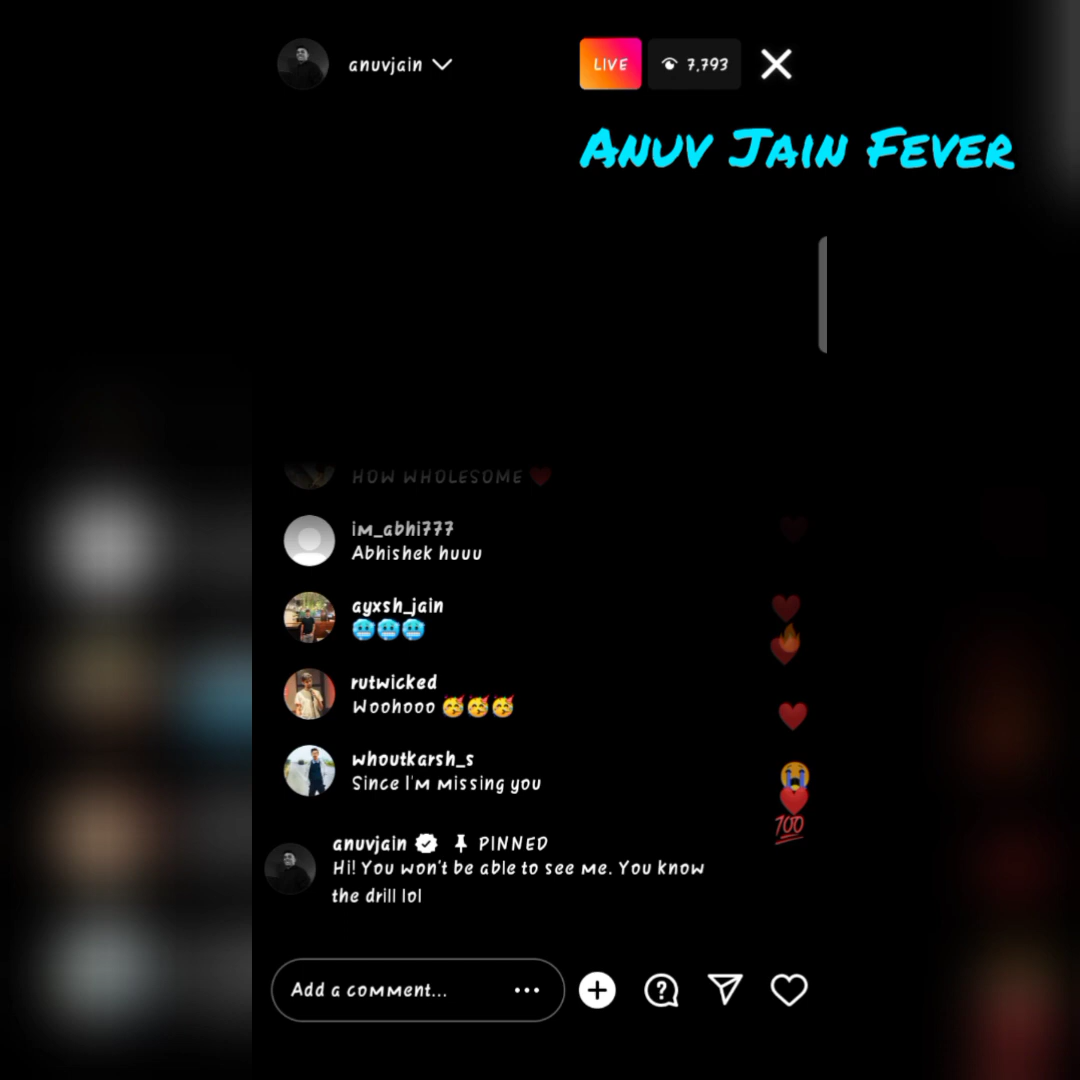 anuvjain
LIVE 7,793
ANUV JAIN FEVER
HOW WHOLESOME
im_abhi777
Abhishek huuu
ayxsh_jain
rutwicked
Woohooo
whoutkarsh_s
Since I'm missing you
anuvjain PINNED
Hi! You won't be able to see me. You know
the drill lol
Add a comment...